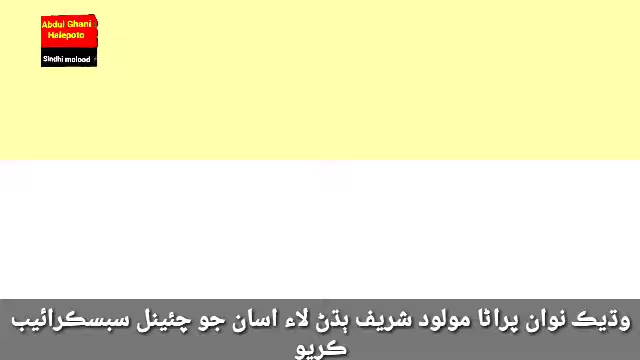 Abdul Ghani
Halepoto
Sindhi molood
وڌيڪ نوان پراڻا مولود شريف ٻڌڻ لاءِ اسان جو چئينل سبسڪرائيب
ڪريو